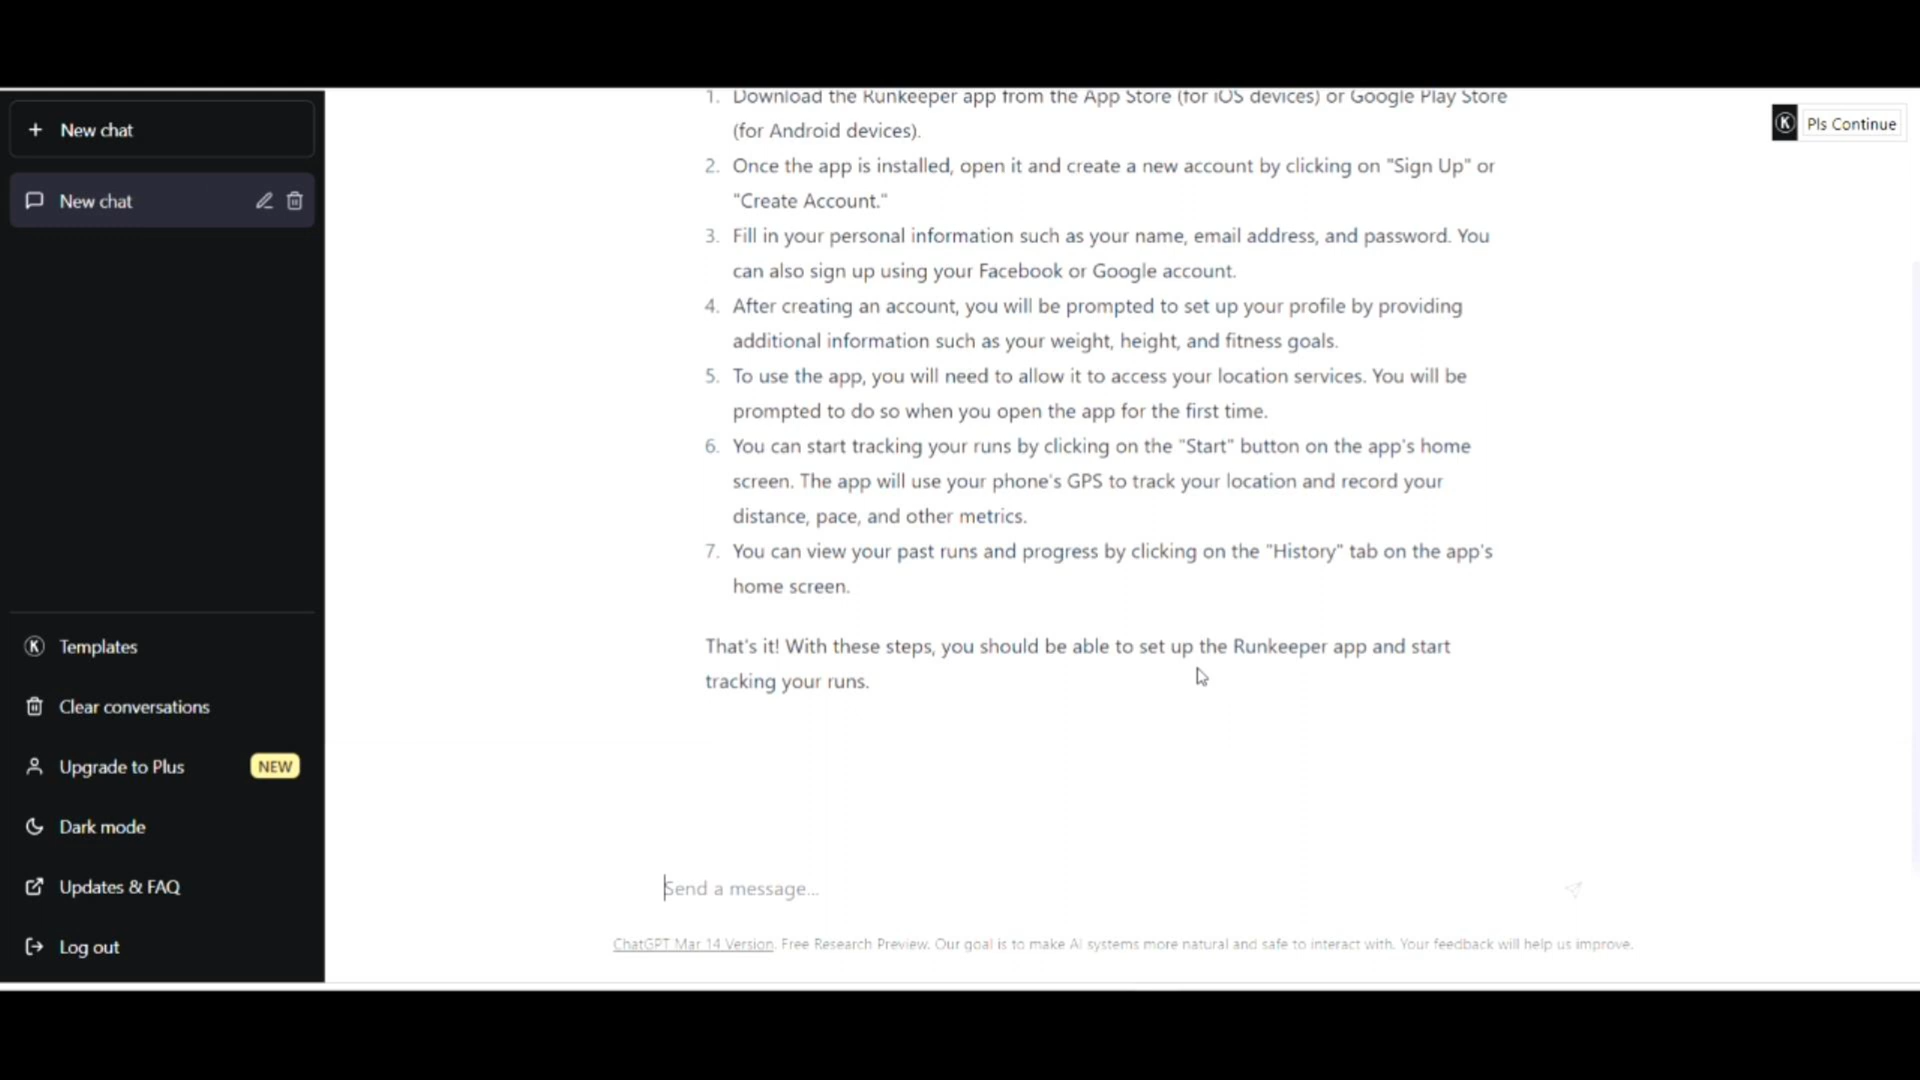 New chat
New chat
Templates
Clear conversations
Upgrade to Plus NEW
Dark mode
Updates & FAQ
Log out
1. Download the Runkeeper app from the App Store (for iOS devices) or Google Play Store
(for Android devices).
2. Once the app is installed, open it and create a new account by clicking on "Sign Up" or
"Create Account."
3. Fill in your personal information such as your name, email address, and password. You
can also sign up using your Facebook or Google account.
4. After creating an account, you will be prompted to set up your profile by providing
additional information such as your weight, height, and fitness goals.
5. To use the app, you will need to allow it to access your location services. You will be
prompted to do so when you open the app for the first time.
6. You can start tracking your runs by clicking on the "Start" button on the app's home
screen. The app will use your phone's GPS to track your location and record your
distance, pace, and other metrics.
7. You can view your past runs and progress by clicking on the "History" tab on the app's
home screen.
That's it! With these steps, you should be able to set up the Runkeeper app and start
tracking your runs.
Send a message...
ChatGPT Mar 14 Version. Free Research Preview. Our goal is to make AI systems more natural and safe to interact with. Your feedback will help us improve.
K Pls Continue